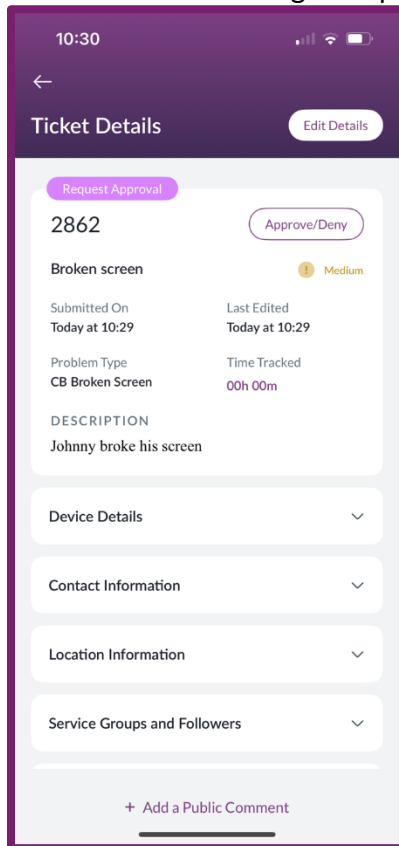 10:30
Ticket Details
Edit Details
Request Approval
2862
Approve/Deny
Broken screen
! Medium
Submitted On
Last Edited
Today at 10:29
Today at 10:29
Problem Type
Time Tracked
CB Broken Screen
00h 00m
DESCRIPTION
Johnny broke his screen
Device Details
Contact Information
Location Information
Service Groups and Followers
+ Add a Public Comment